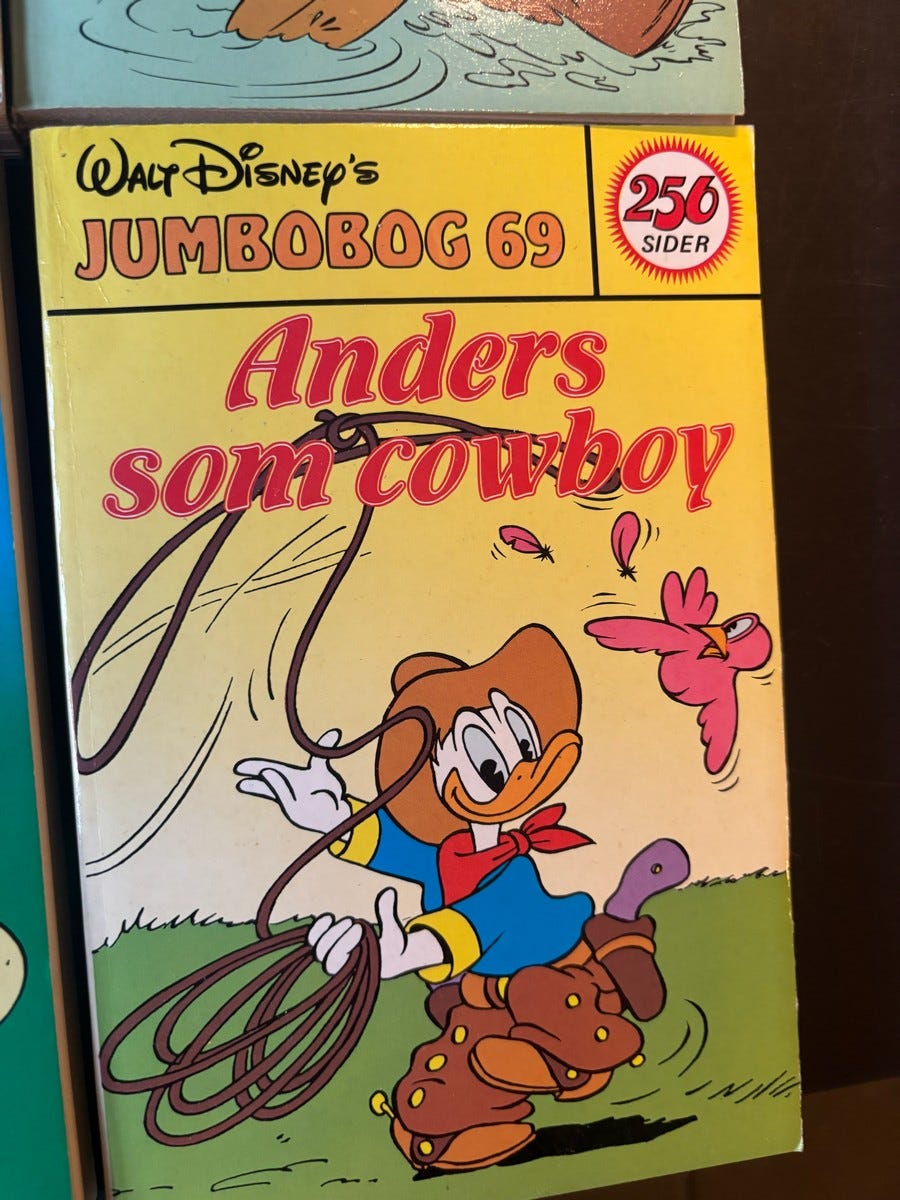 WALT DISNEY'S
JUMBOBOG 69
256
SIDER
Anders
som cowboy